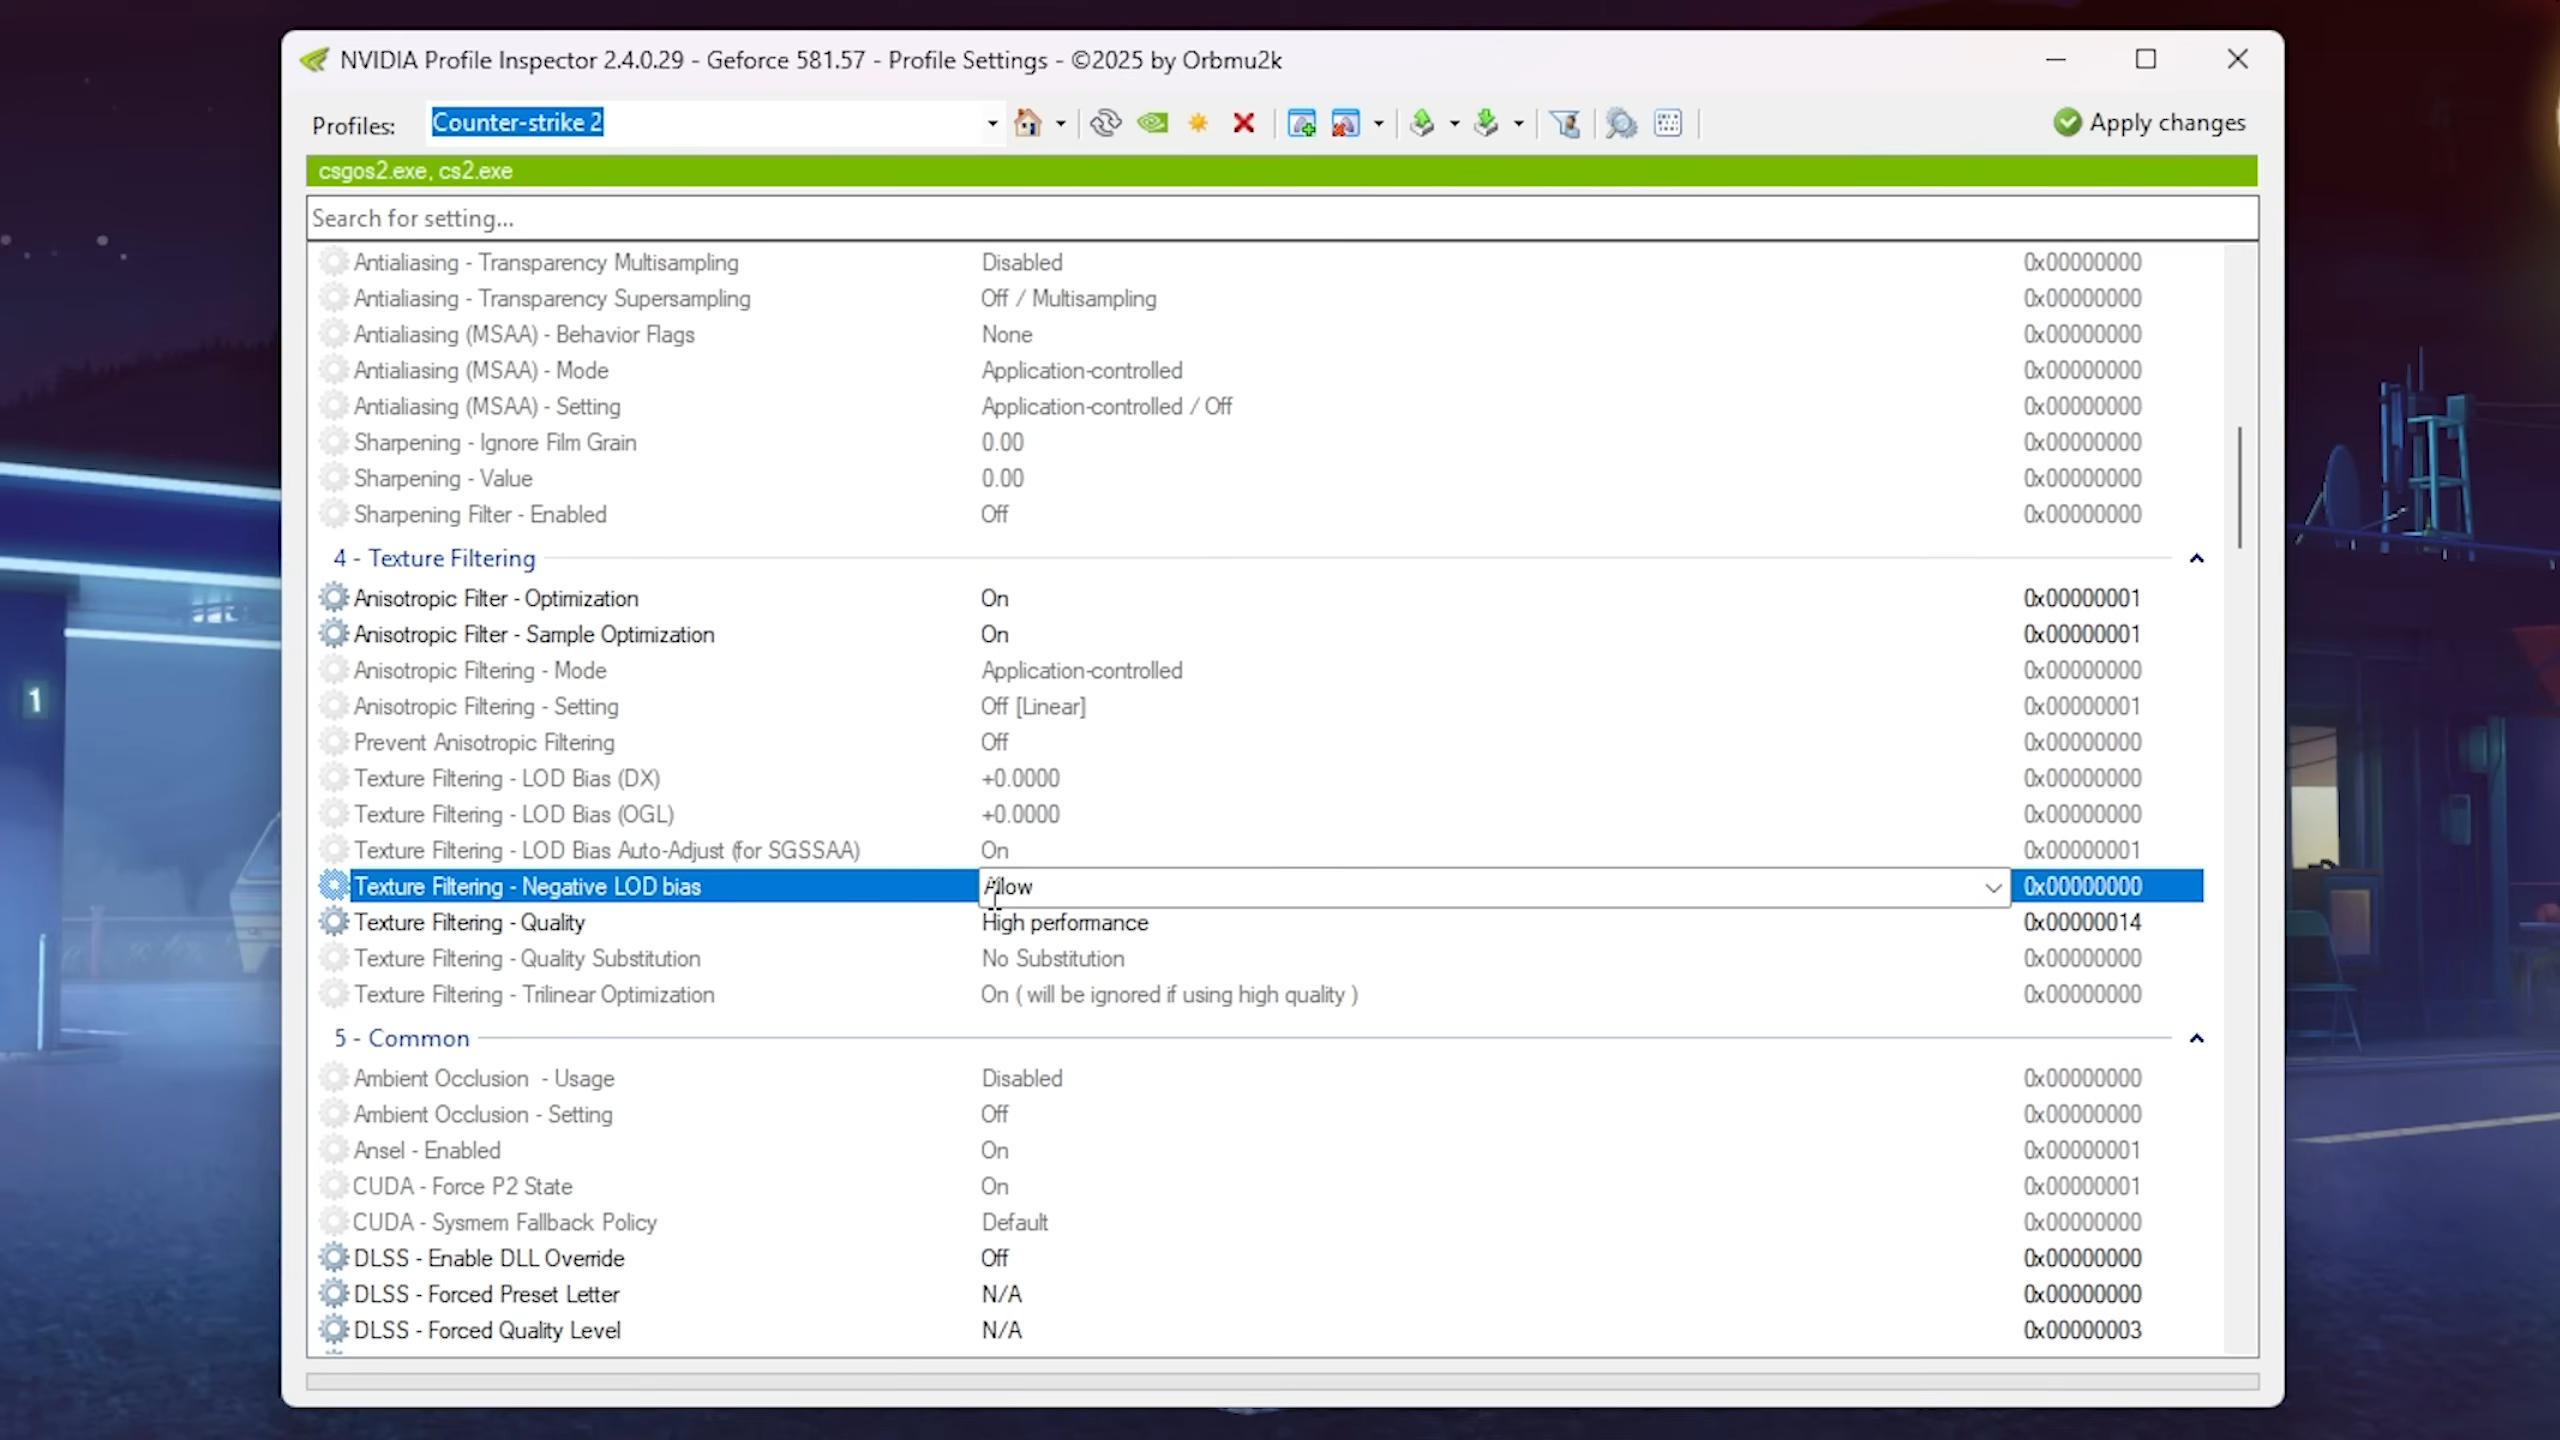 NVIDIA Profile Inspector 2.4.0.29 - Geforce 581.57 - Profile Settings - ©2025 by Orbmu2k
Profiles: Counter-strike 2 Apply changes
csgos2.exe, cs2.exe
Search for setting...
Antialiasing - Transparency Multisampling Disabled 0x00000000
Antialiasing - Transparency Supersampling Off / Multisampling 0x00000000
Antialiasing (MSAA) - Behavior Flags None 0x00000000
Antialiasing (MSAA) - Mode Application-controlled 0x00000000
Antialiasing (MSAA) - Setting Application-controlled / Off 0x00000000
Sharpening - Ignore Film Grain 0.00 0x00000000
Sharpening - Value 0.00 0x00000000
Sharpening Filter - Enabled Off 0x00000000
4 - Texture Filtering
Anisotropic Filter - Optimization On 0x00000001
Anisotropic Filter - Sample Optimization On 0x00000001
Anisotropic Filtering - Mode Application-controlled 0x00000000
Anisotropic Filtering - Setting Off [Linear] 0x00000001
Prevent Anisotropic Filtering Off 0x00000000
Texture Filtering - LOD Bias (DX) +0.0000 0x00000000
Texture Filtering - LOD Bias (OGL) +0.0000 0x00000000
Texture Filtering - LOD Bias Auto-Adjust (for SGSSAA) On 0x00000001
Texture Filtering - Negative LOD bias Allow 0x00000000
Texture Filtering - Quality High performance 0x00000014
Texture Filtering - Quality Substitution No Substitution 0x00000000
Texture Filtering - Trilinear Optimization On ( will be ignored if using high quality ) 0x00000000
5 - Common
Ambient Occlusion  - Usage Disabled 0x00000000
Ambient Occlusion - Setting Off 0x00000000
Ansel - Enabled On 0x00000001
CUDA - Force P2 State On 0x00000001
CUDA - Sysmem Fallback Policy Default 0x00000000
DLSS - Enable DLL Override Off 0x00000000
DLSS - Forced Preset Letter N/A 0x00000000
DLSS - Forced Quality Level N/A 0x00000003
1